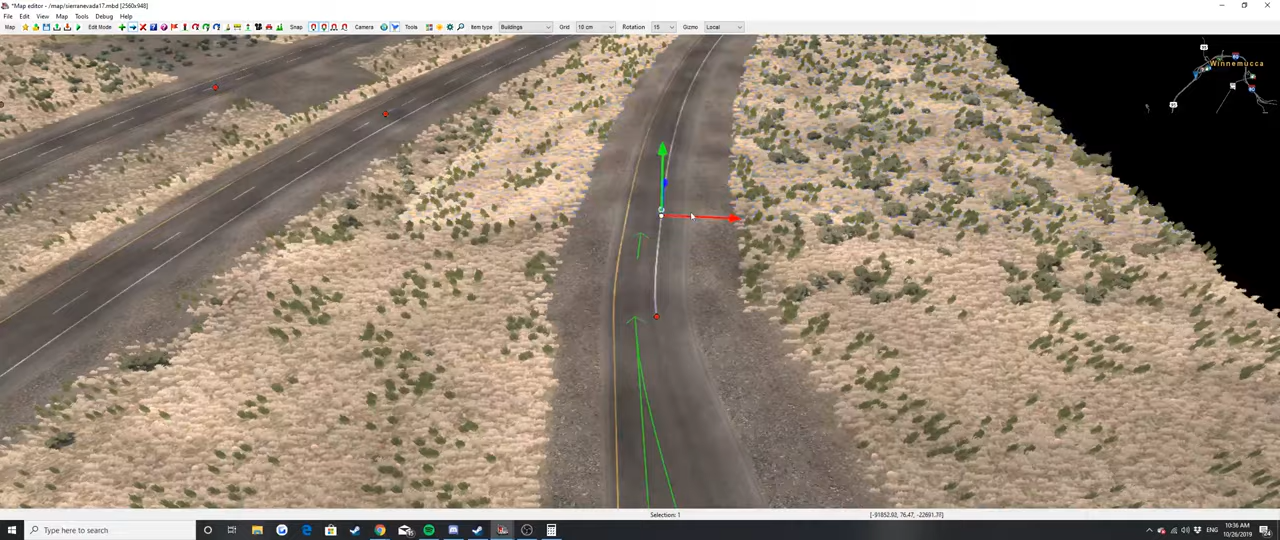 *Map editor - /map/sierranevada17.mbd [2560x948]
File Edit View Map Tools Debug Help
Map Edit Mode Snap Camera Tools Item type Buildings Grid 10 cm Rotation 15 Gizmo Local
Winnemucca
Selection: 1 [-91852.92, 76.47, -22691.77]
Type here to search
ENG
10:36 AM
10/26/2019